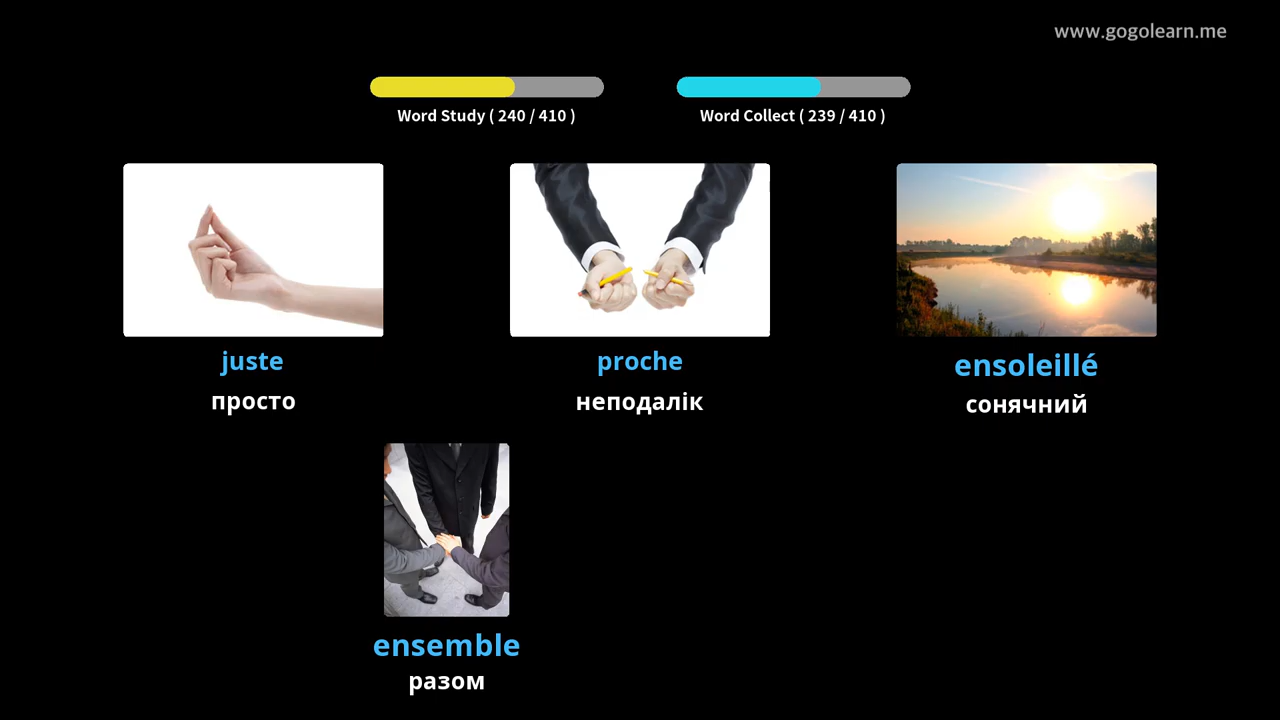 www.gogolearn.me
Word Study ( 240 / 410 )
Word Collect ( 239 / 410 )
juste
просто
proche
неподалік
ensoleillé
сонячний
ensemble
разом